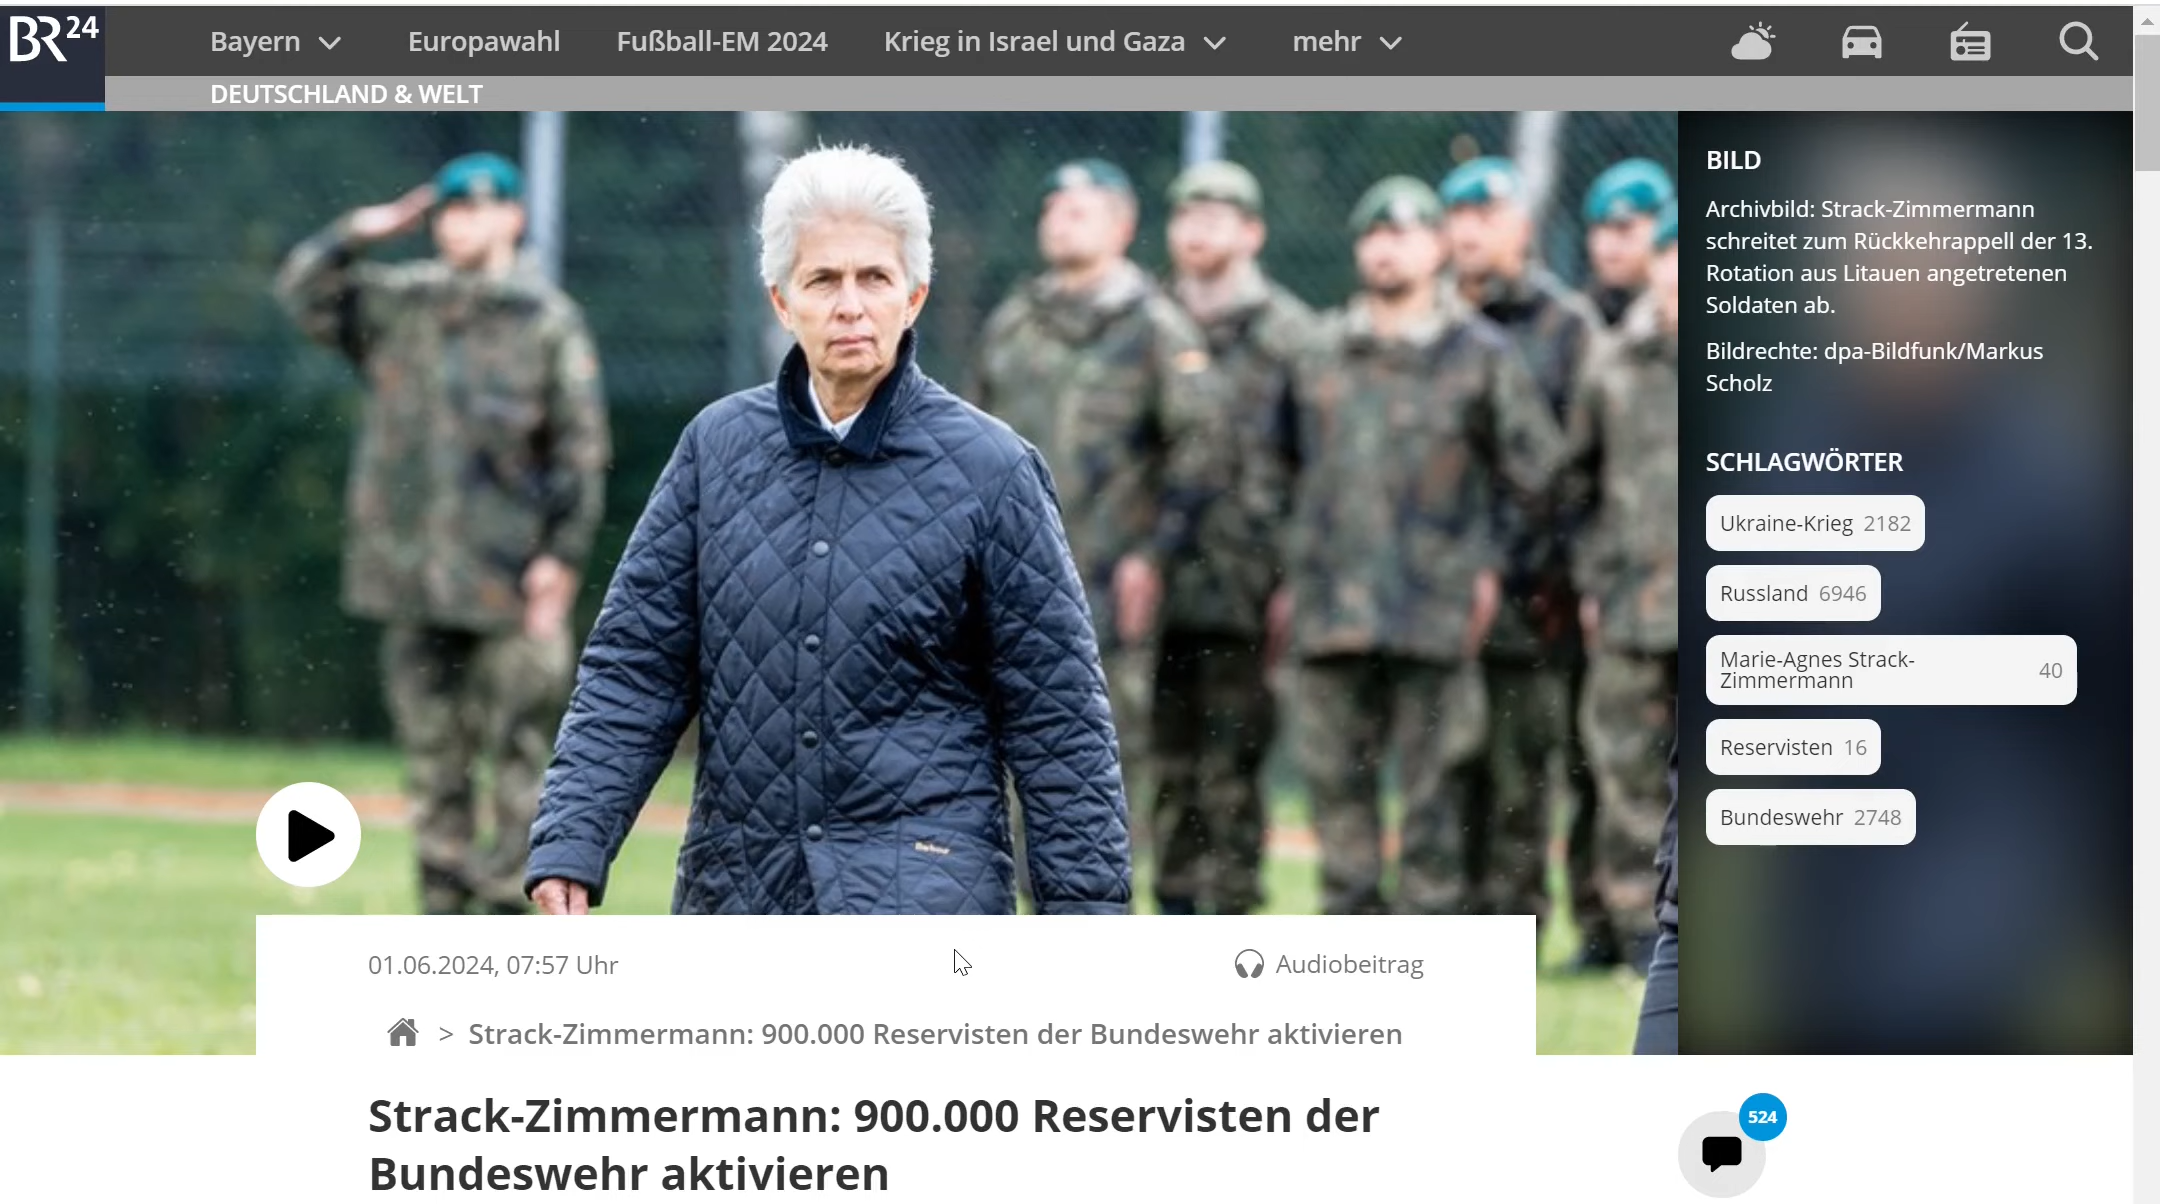 BR24
Bayern
Europawahl
Fußball-EM 2024
Krieg in Israel und Gaza
mehr
DEUTSCHLAND & WELT
BILD
Archivbild: Strack-Zimmermann
schreitet zum Rückkehrappell der 13.
Rotation aus Litauen angetretenen
Soldaten ab.
Bildrechte: dpa-Bildfunk/Markus
Scholz
SCHLAGWÖRTER
Ukraine-Krieg 2182
Russland 6946
Marie-Agnes Strack-
Zimmermann 40
Reservisten 16
Bundeswehr 2748
Barbour
01.06.2024, 07:57 Uhr
Audiobeitrag
> Strack-Zimmermann: 900.000 Reservisten der Bundeswehr aktivieren
Strack-Zimmermann: 900.000 Reservisten der
Bundeswehr aktivieren
524